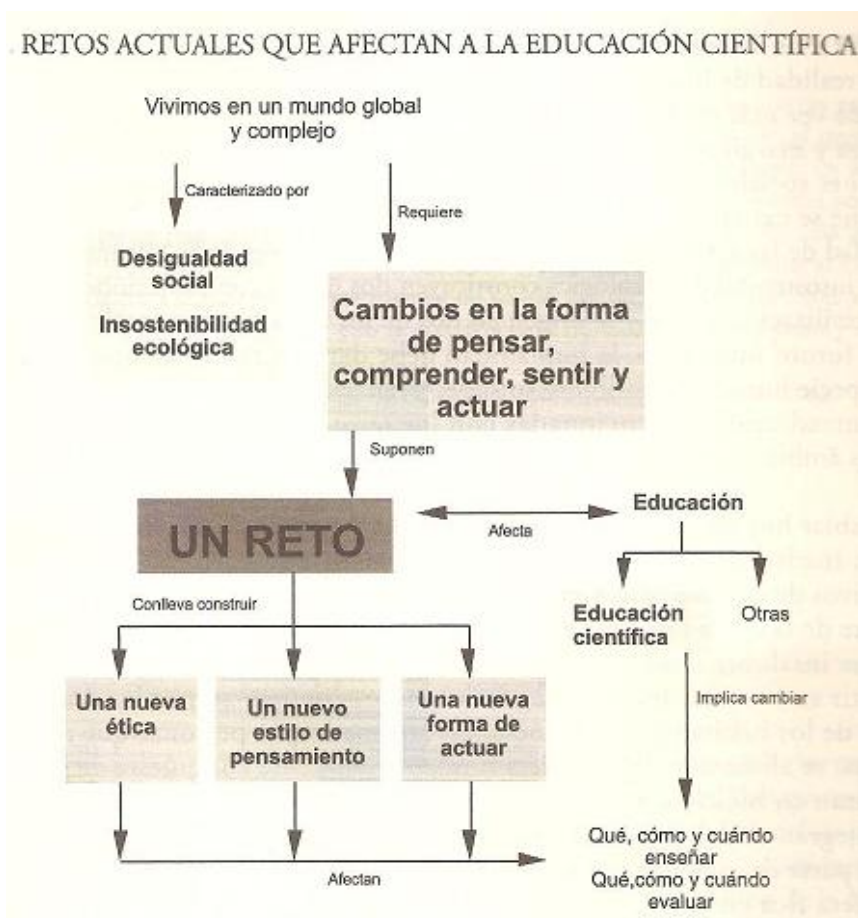 RETOS ACTUALES QUE AFECTAN A LA EDUCACIÓN CIENTÍFICA
Vivimos en un mundo global
y complejo
Caracterizado por
Requiere
Desigualdad
social
Insostenibilidad
ecológica
Cambios en la forma
de pensar,
comprender, sentir y
actuar
Suponen
UN RETO
Afecta
Educación
Conlleva construir
Educación
científica
Otras
Una nueva
ética
Un nuevo
estilo de
pensamiento
Una nueva
forma de
actuar
Implica cambiar
Afectan
Qué, cómo y cuándo
enseñar
Qué,cómo y cuándo
evaluar